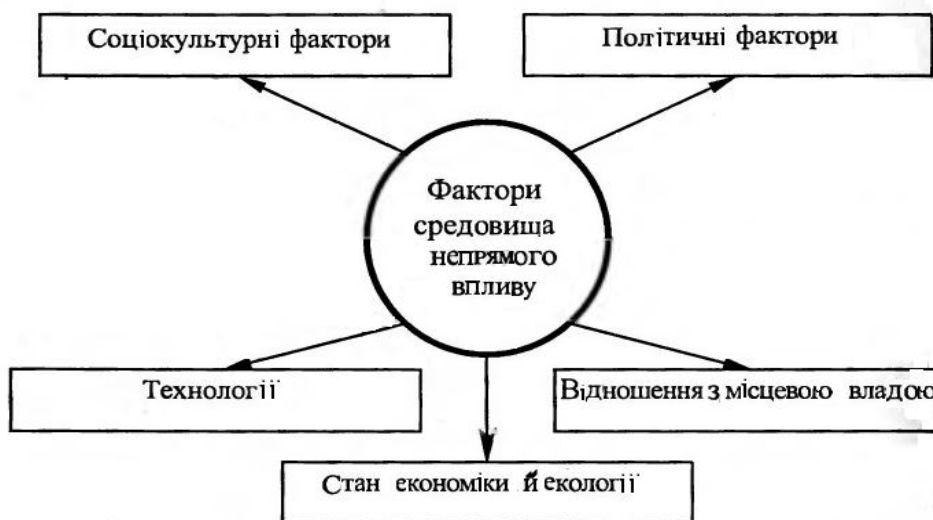 Соціокультурні фактори
Політичні фактори
Фактори
средовища
непрямого
впливу
Технології
Відношення з місцевою владою
Стан економіки й екології